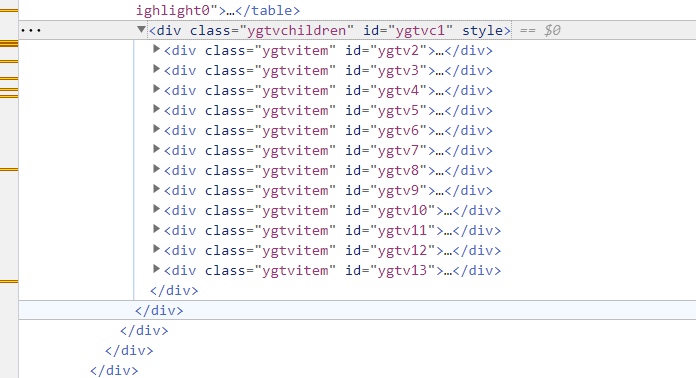 ighlight0">…</table>
…
<div class="ygtvchildren" id="ygtvc1" style> == $0
<div class="ygtvitem" id="ygtv2">…</div>
<div class="ygtvitem" id="ygtv3">…</div>
<div class="ygtvitem" id="ygtv4">…</div>
<div class="ygtvitem" id="ygtv5">…</div>
<div class="ygtvitem" id="ygtv6">…</div>
<div class="ygtvitem" id="ygtv7">…</div>
<div class="ygtvitem" id="ygtv8">…</div>
<div class="ygtvitem" id="ygtv9">…</div>
<div class="ygtvitem" id="ygtv10">…</div>
<div class="ygtvitem" id="ygtv11">…</div>
<div class="ygtvitem" id="ygtv12">…</div>
<div class="ygtvitem" id="ygtv13">…</div>
</div>
</div>
</div>
</div>
</div>